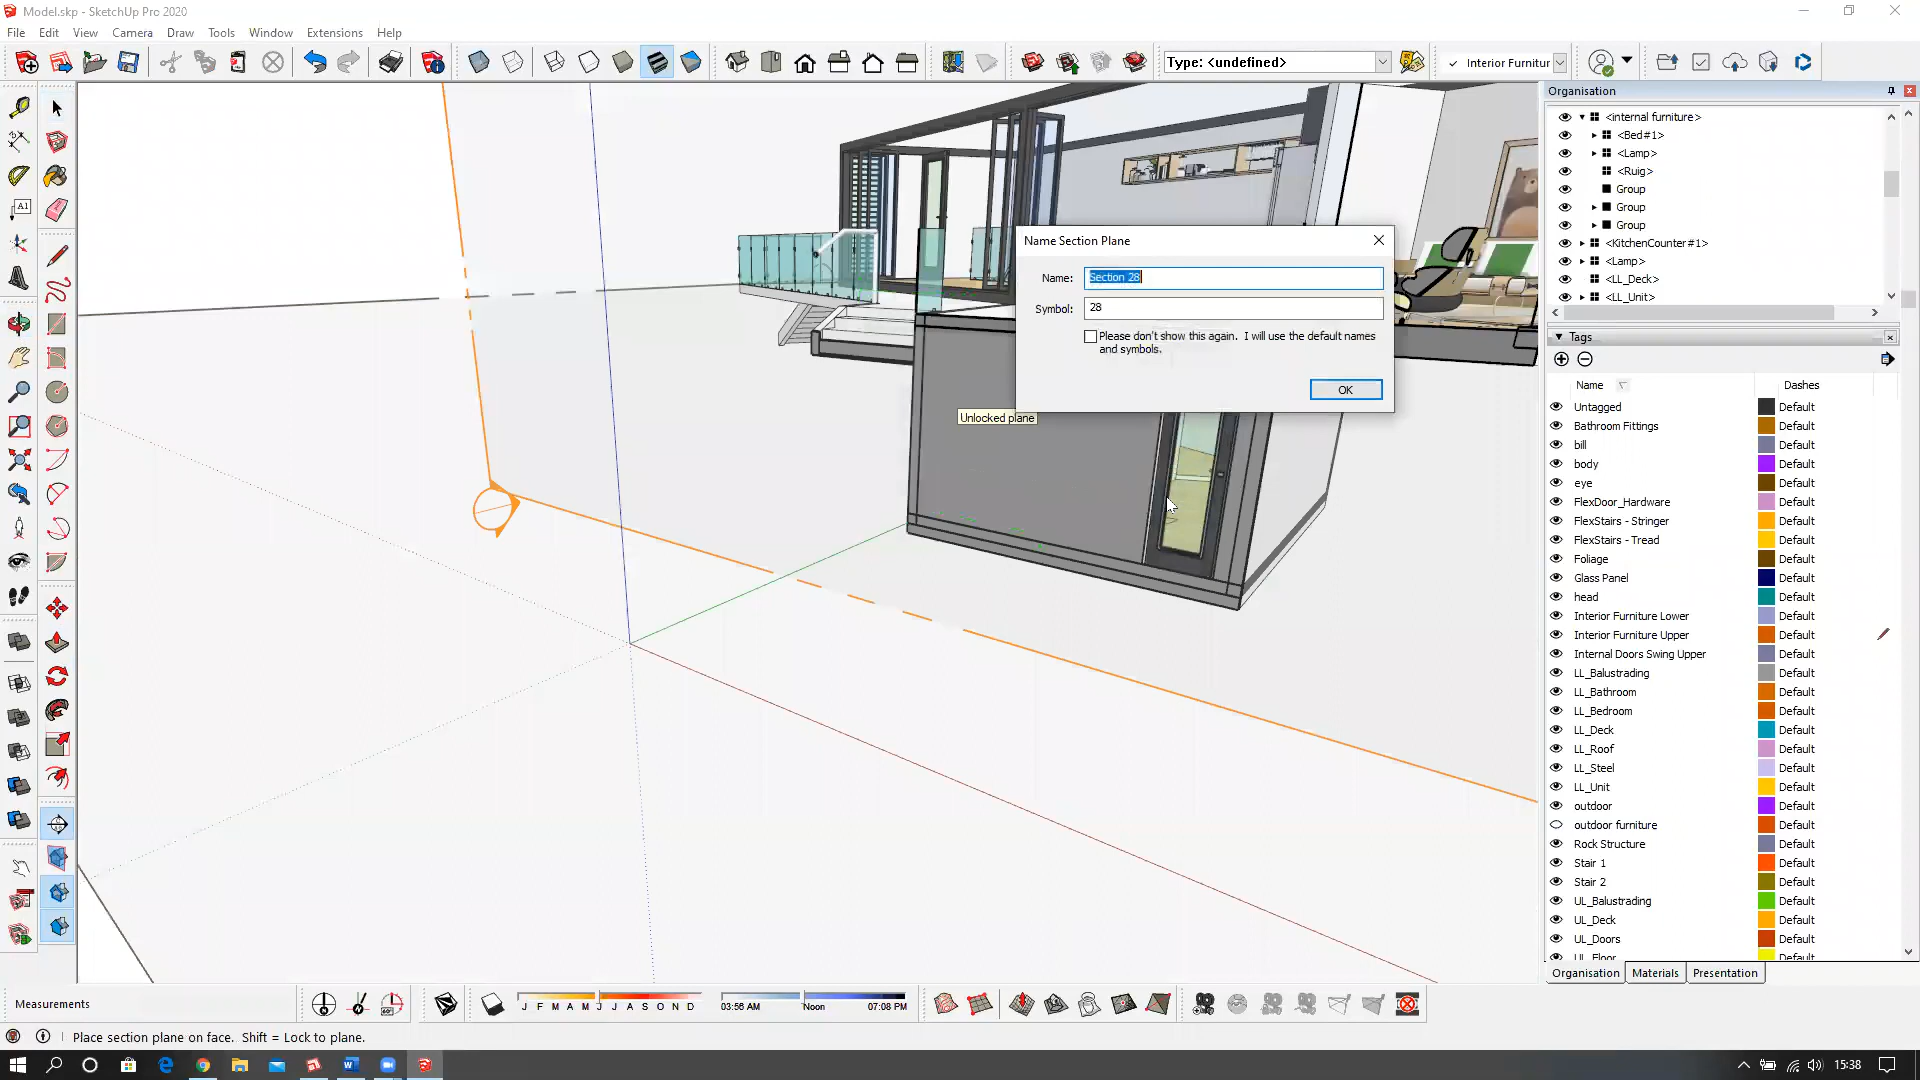 Model.skp - SketchUp Pro 2020
File Edit View Camera Draw Tools Window Extensions Help
Type: <undefined>
Interior Furnitur
Organisation
<internal furniture>
<Bed#1>
<Lamp>
<Ruig>
Group
Group
Group
<KitchenCounter#1>
<Lamp>
<LL_Deck>
<LL_Unit>
A1
Name Section Plane
Name: Section 28
Symbol: 28
Please don't show this again. I will use the default names
and symbols.
OK
Unlocked plane
Tags
Name Dashes
Untagged Default
Bathroom Fittings Default
bill Default
body Default
eye Default
FlexDoor_Hardware Default
FlexStairs - Stringer Default
FlexStairs - Tread Default
Foliage Default
Glass Panel Default
head Default
Interior Furniture Lower Default
Interior Furniture Upper Default
Internal Doors Swing Upper Default
LL_Balustrading Default
LL_Bathroom Default
LL_Bedroom Default
LL_Deck Default
LL_Roof Default
LL_Steel Default
LL_Unit Default
outdoor Default
outdoor furniture Default
Rock Structure Default
Stair 1 Default
Stair 2 Default
UL_Balustrading Default
UL_Deck Default
UL_Doors Default
UL_Floor Default
Organisation Materials Presentation
Measurements
J F M A M J J A S O N D
03:56 AM Noon 07:08 PM
Place section plane on face. Shift = Lock to plane.
15:38